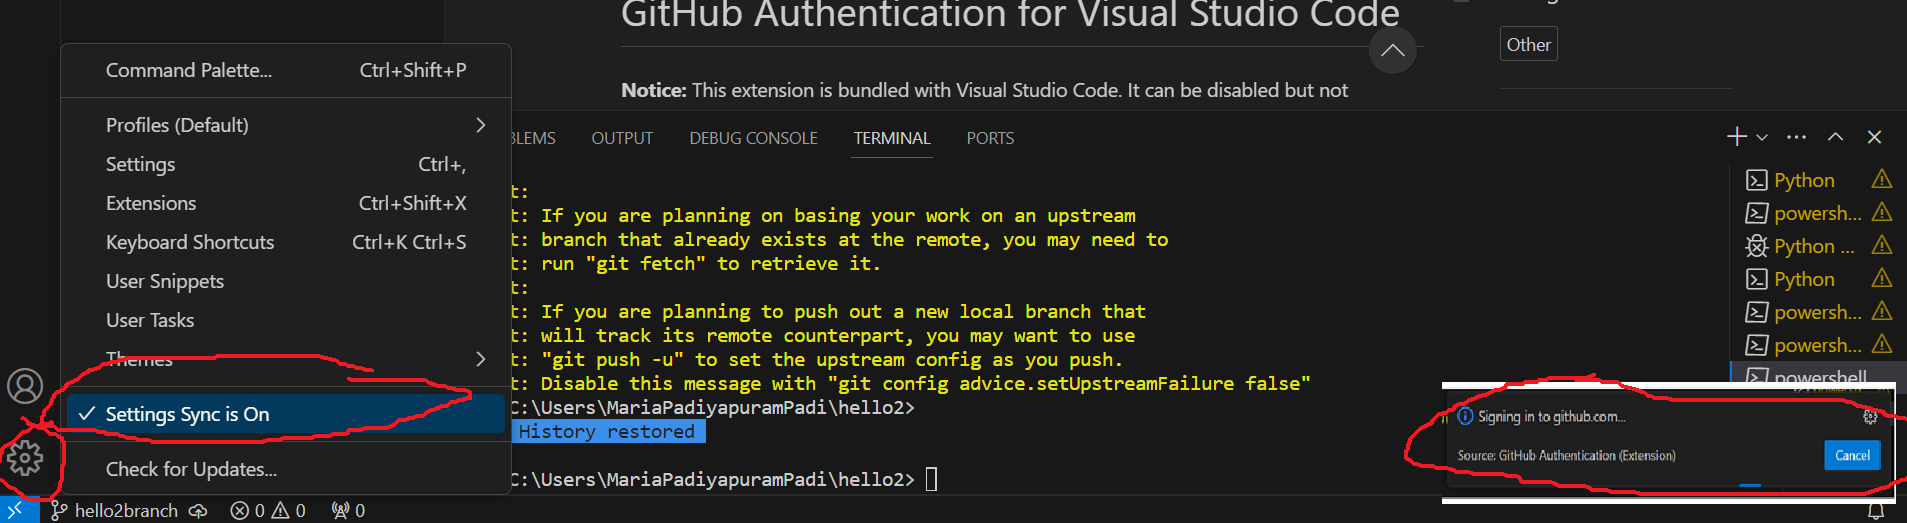 GitHub Authentication for Visual Studio Code
Other
Notice: This extension is bundled with Visual Studio Code. It can be disabled but not
Command Palette... Ctrl+Shift+P
Profiles (Default)
Settings Ctrl+,
Extensions Ctrl+Shift+X
Keyboard Shortcuts Ctrl+K Ctrl+S
User Snippets
User Tasks
Themes
Settings Sync is On
Check for Updates...
BLEMS OUTPUT DEBUG CONSOLE TERMINAL PORTS
t:
t: If you are planning on basing your work on an upstream
t: branch that already exists at the remote, you may need to
t: run "git fetch" to retrieve it.
t:
t: If you are planning to push out a new local branch that
t: will track its remote counterpart, you may want to use
t: "git push -u" to set the upstream config as you push.
t: Disable this message with "git config advice.setUpstreamFailure false"
C:\Users\MariaPadiyapuramPadi\hello2>
History restored
C:\Users\MariaPadiyapuramPadi\hello2>
Python
powersh...
Python ...
Python
powersh...
powersh...
powershell
Signing in to github.com...
Source: GitHub Authentication (Extension)
Cancel
hello2branch 0 0 0